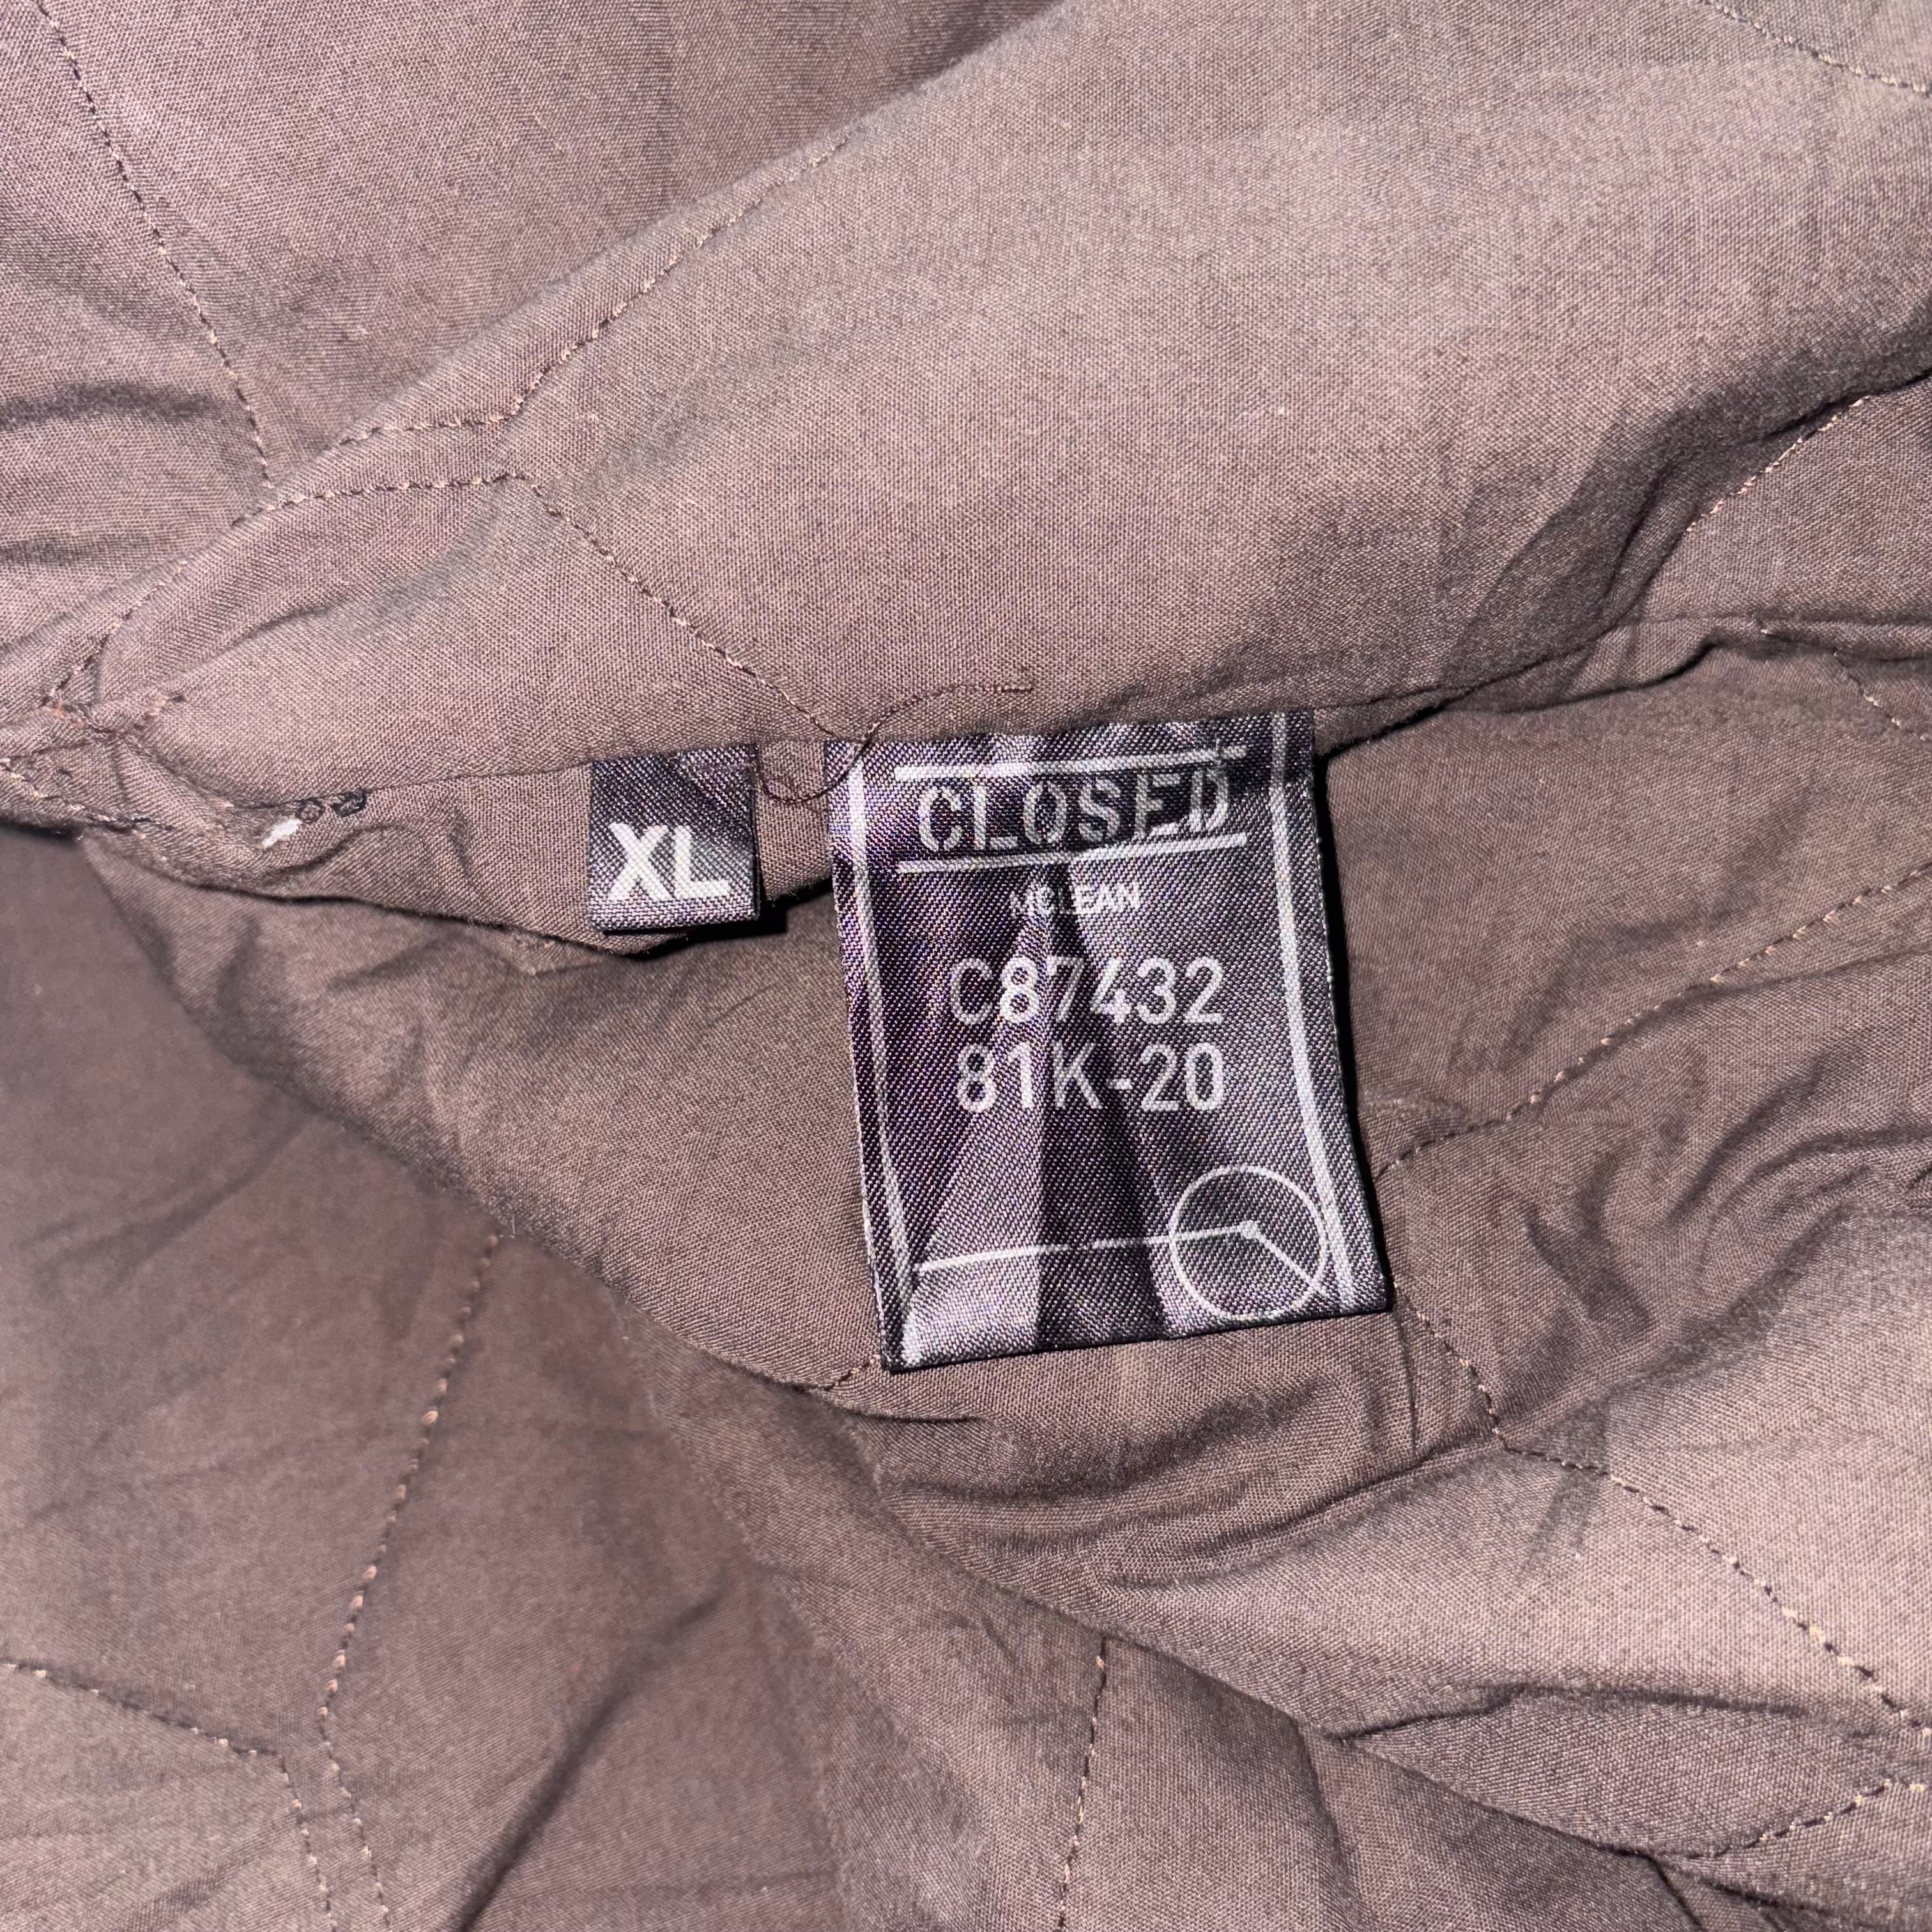 XL
CLOSED
MCLEAN
C87432
81K-20